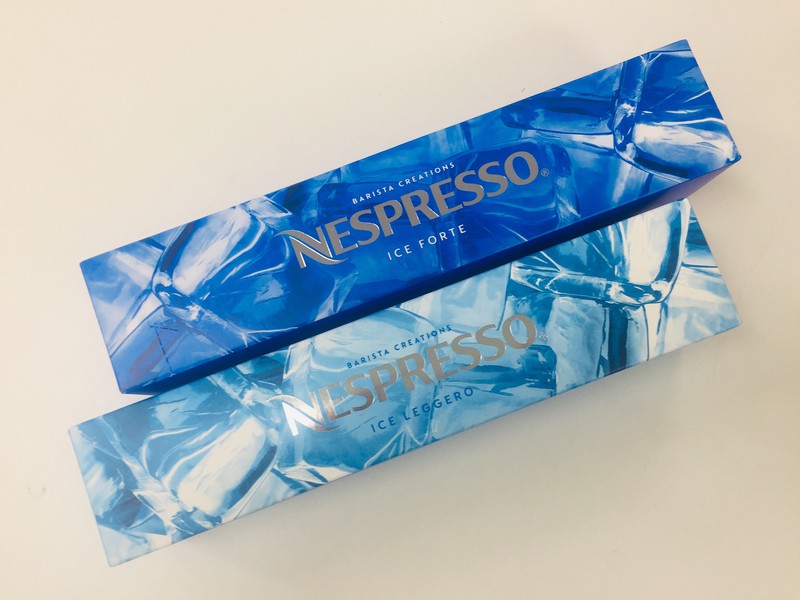 BARISTA CREATIONS
NESPRESSO®
ICE FORTE
BARISTA CREATIONS
NESPRESSO®
ICE LEGGERO